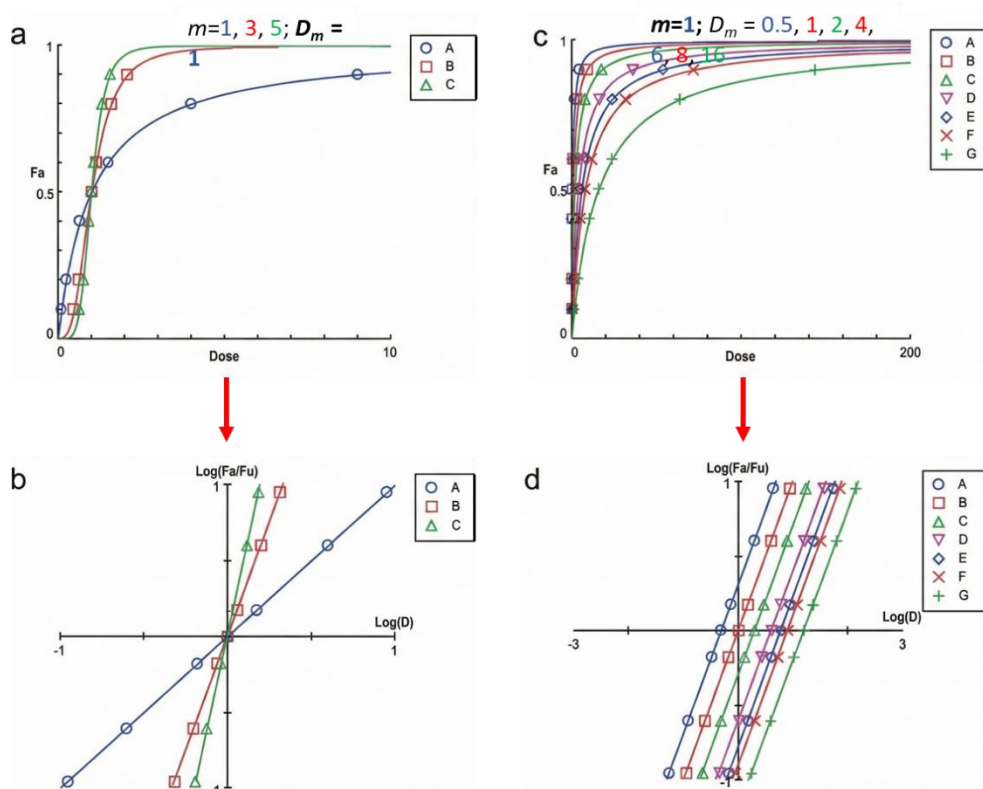 a
m=1, 3, 5; Dm =
1
1
Fa
0.5
0
0
Dose
10
A
B
C
c
m=1; Dm = 0.5, 1, 2, 4,
6, 8, 16
1
Fa
0.5
0
0
Dose
200
A
B
C
D
E
F
G
b
Log(Fa/Fu)
1
Log(D)
-1
1
-1
A
B
C
d
Log(Fa/Fu)
1
Log(D)
-3
3
-1
A
B
C
D
E
F
G